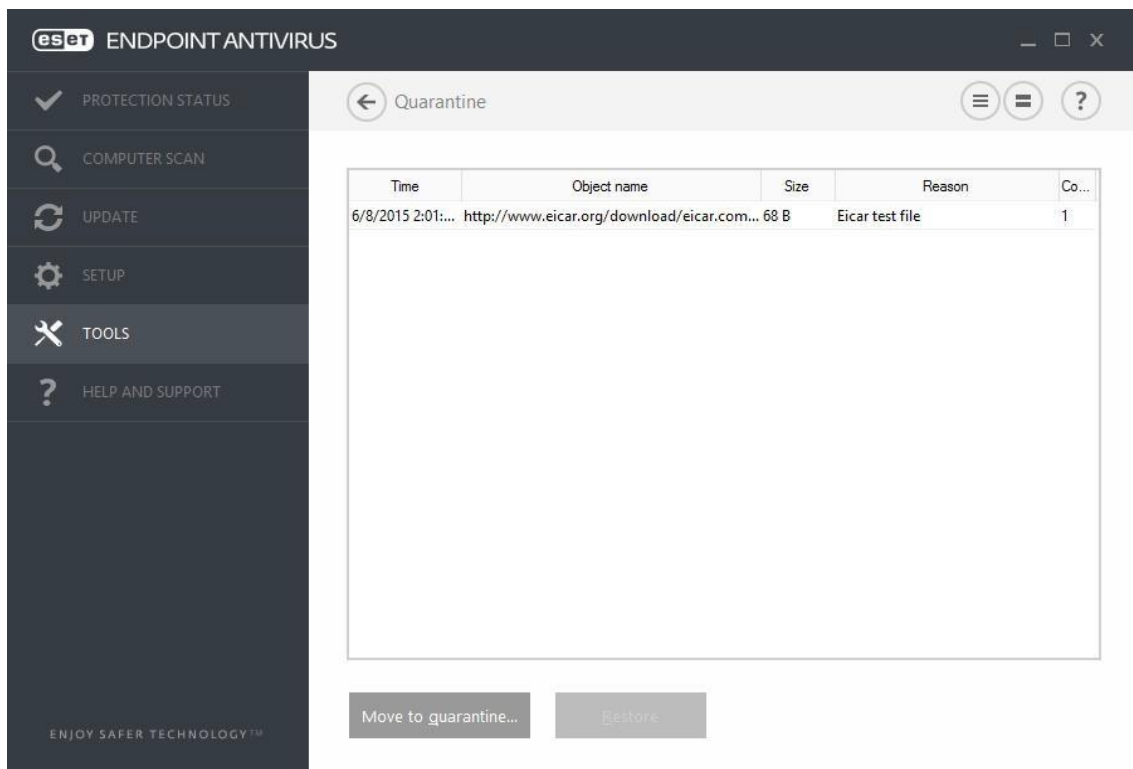 eset ENDPOINT ANTIVIRUS
PROTECTION STATUS
COMPUTER SCAN
UPDATE
SETUP
TOOLS
HELP AND SUPPORT
ENJOY SAFER TECHNOLOGY™
Quarantine
?
Time Object name Size Reason Co...
6/8/2015 2:01:... http://www.eicar.org/download/eicar.com... 68 B Eicar test file 1
Move to quarantine... Restore